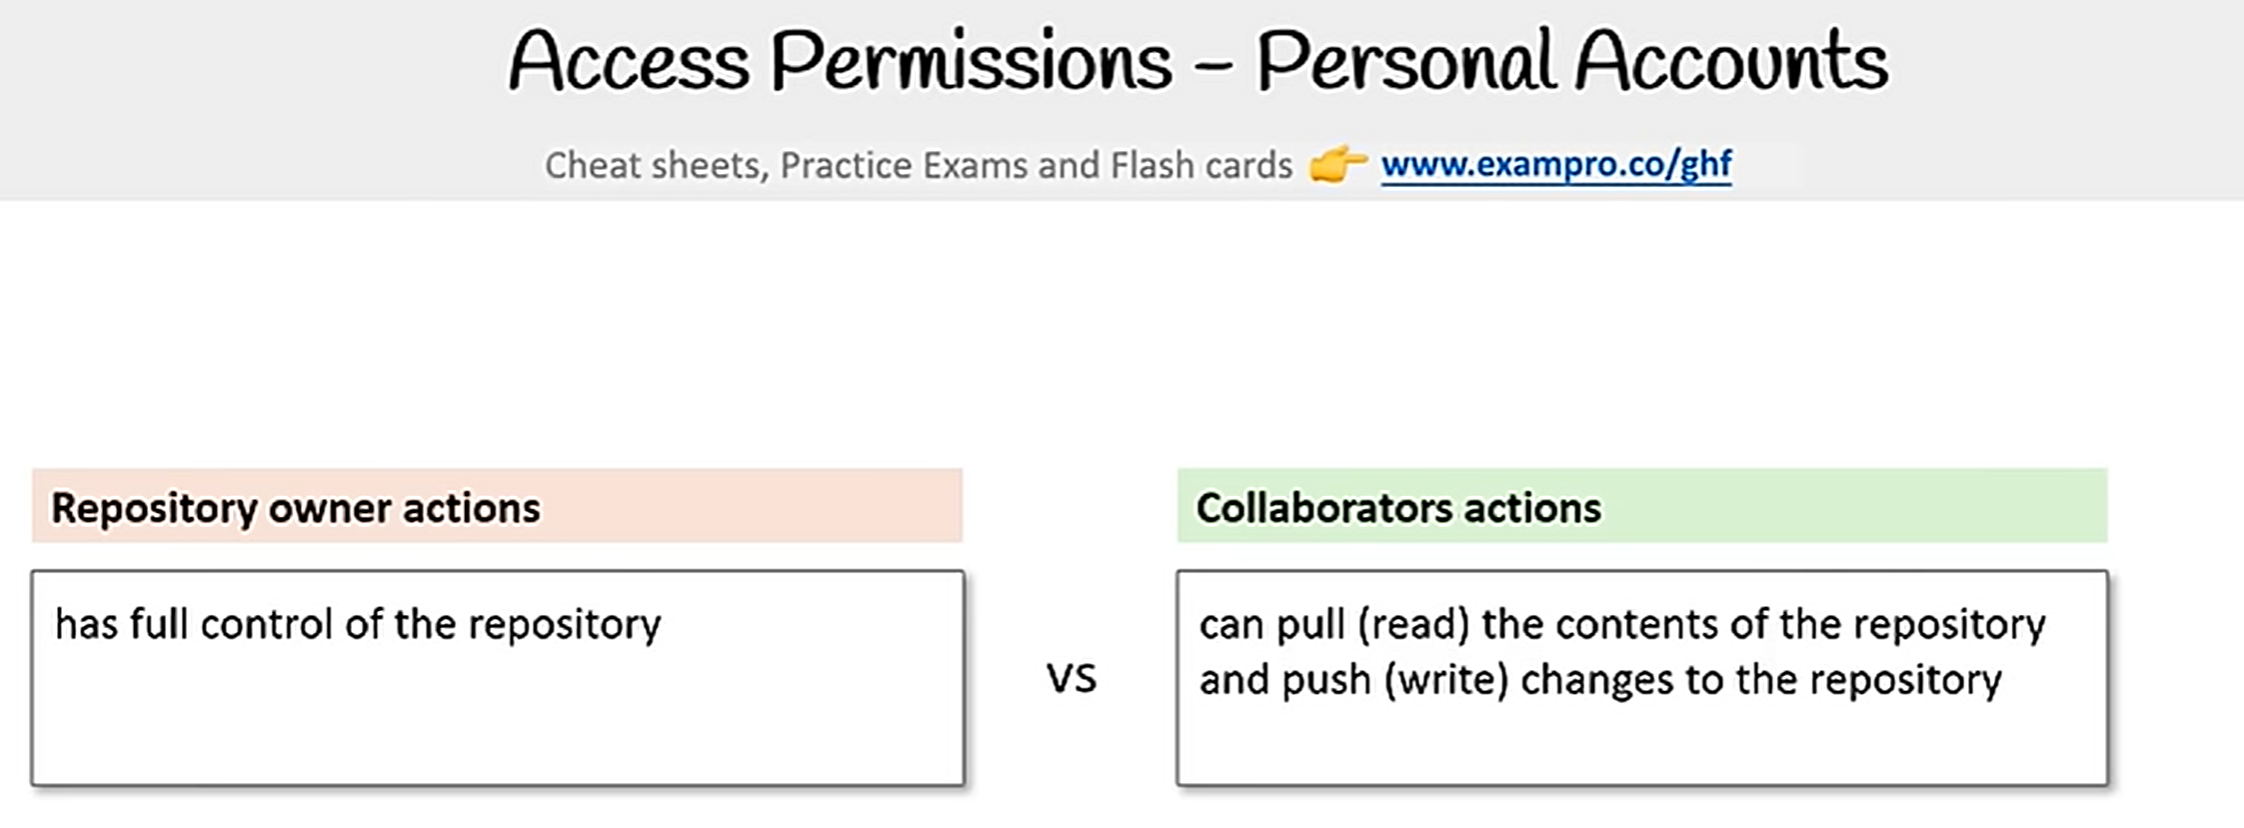 Access Permissions – Personal Accounts
Cheat sheets, Practice Exams and Flash cards 👉 www.exampro.co/ghf
Repository owner actions
has full control of the repository
vs
Collaborators actions
can pull (read) the contents of the repository
and push (write) changes to the repository